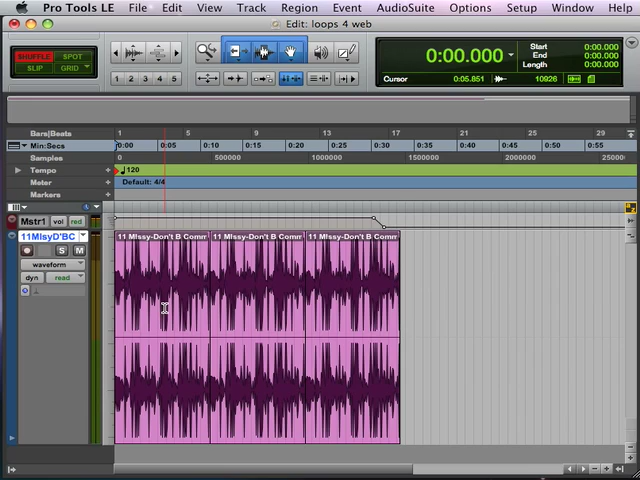 Pro Tools LE File Edit View Track Region Event AudioSuite Options Setup Window Help
Edit: loops 4 web
SHUFFLE SPOT
SLIP GRID
1 2 3 4 5
0:00.000
Start 0:00.000
End 0:00.000
Length 0:00.000
Cursor 0:05.851 10926
Bars|Beats 1 5 9 13 17 21 25 29
Min:Secs 0:00 0:05 0:10 0:15 0:20 0:25 0:30 0:35 0:40 0:45 0:50 0:55
Samples 0 500000 1000000 1500000 2000000 25000
Tempo 120
Meter Default: 4/4
Markers
Mstr1 vol red
11MIsyD'BC 11 MIssy-Don't B Comm 11 MIssy-Don't B Comm 11 MIssy-Don't B Comm
S M
waveform
dyn read